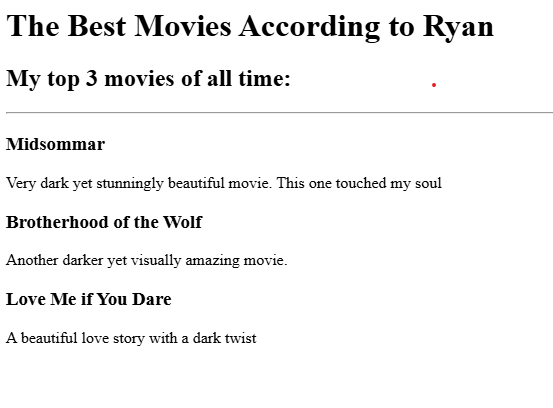 The Best Movies According to Ryan
My top 3 movies of all time:
Midsommar
Very dark yet stunningly beautiful movie. This one touched my soul
Brotherhood of the Wolf
Another darker yet visually amazing movie.
Love Me if You Dare
A beautiful love story with a dark twist